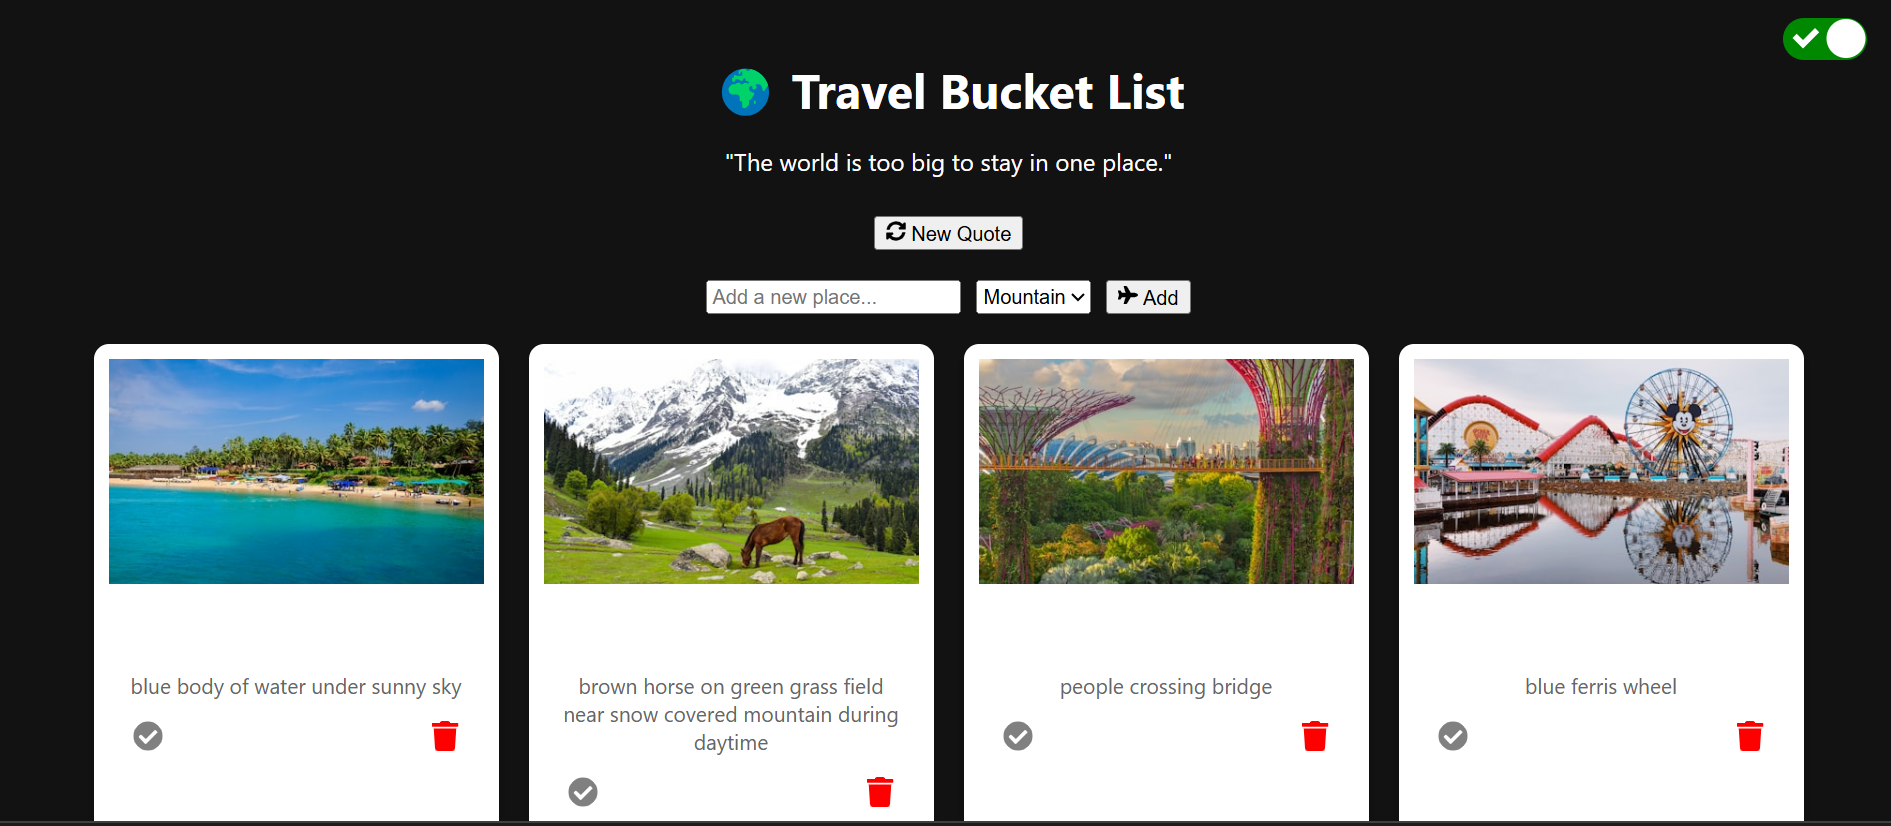 Travel Bucket List
"The world is too big to stay in one place."
New Quote
Add a new place...
Mountain
Add
blue body of water under sunny sky
brown horse on green grass field
near snow covered mountain during
daytime
people crossing bridge
blue ferris wheel